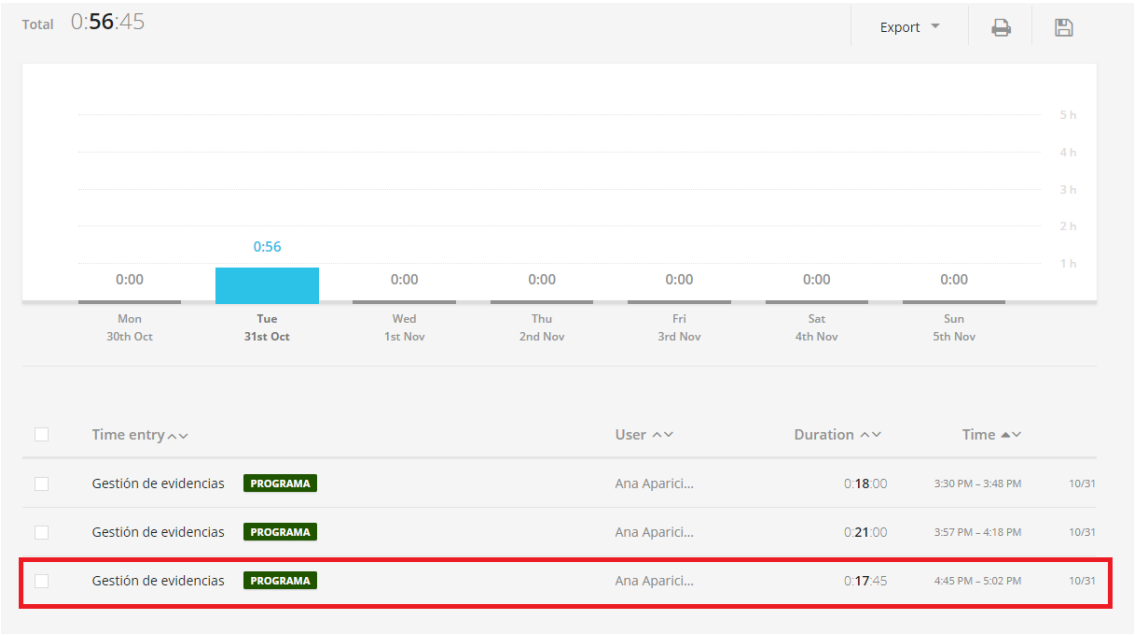 Total 0:56:45 Export
5 h
4 h
3 h
2 h
0:56
1 h
0:00 0:00 0:00 0:00 0:00 0:00
Mon Tue Wed Thu Fri Sat Sun
30th Oct 31st Oct 1st Nov 2nd Nov 3rd Nov 4th Nov 5th Nov
Time entry User Duration Time
Gestión de evidencias PROGRAMA Ana Aparici... 0:18:00 3:30 PM – 3:48 PM 10/31
Gestión de evidencias PROGRAMA Ana Aparici... 0:21:00 3:57 PM – 4:18 PM 10/31
Gestión de evidencias PROGRAMA Ana Aparici... 0:17:45 4:45 PM – 5:02 PM 10/31